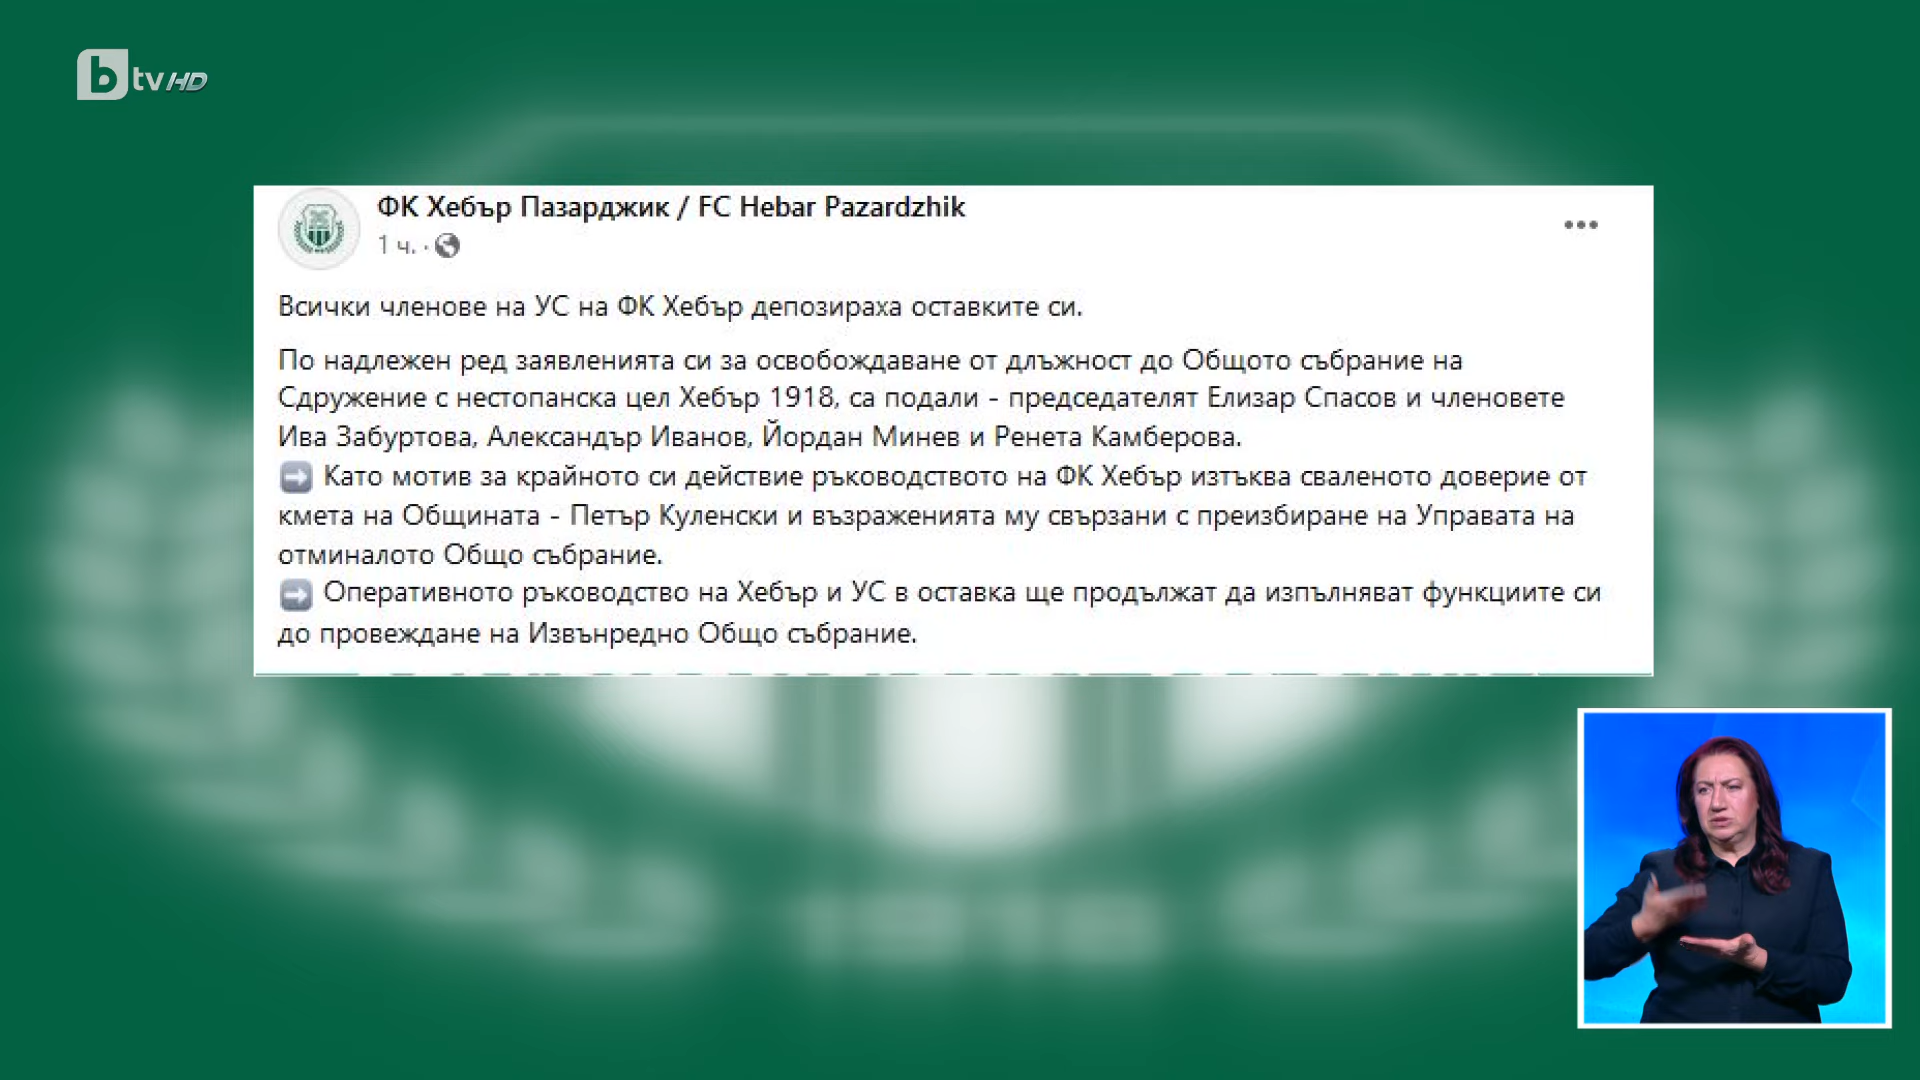 btv HD
ФК Хебър Пазарджик / FC Hebar Pazardzhik
1 ч. ·
Всички членове на УС на ФК Хебър депозираха оставките си.
По надлежен ред заявленията си за освобождаване от длъжност до Общото събрание на
Сдружение с нестопанска цел Хебър 1918, са подали - председателят Елизар Спасов и членовете
Ива Забуртова, Александър Иванов, Йордан Минев и Ренета Камберова.
➡ Като мотив за крайното си действие ръководството на ФК Хебър изтъква сваленото доверие от
кмета на Общината - Петър Куленски и възраженията му свързани с преизбиране на Управата на
отминалото Общо събрание.
➡ Оперативното ръководство на Хебър и УС в оставка ще продължат да изпълняват функциите си
до провеждане на Извънредно Общо събрание.